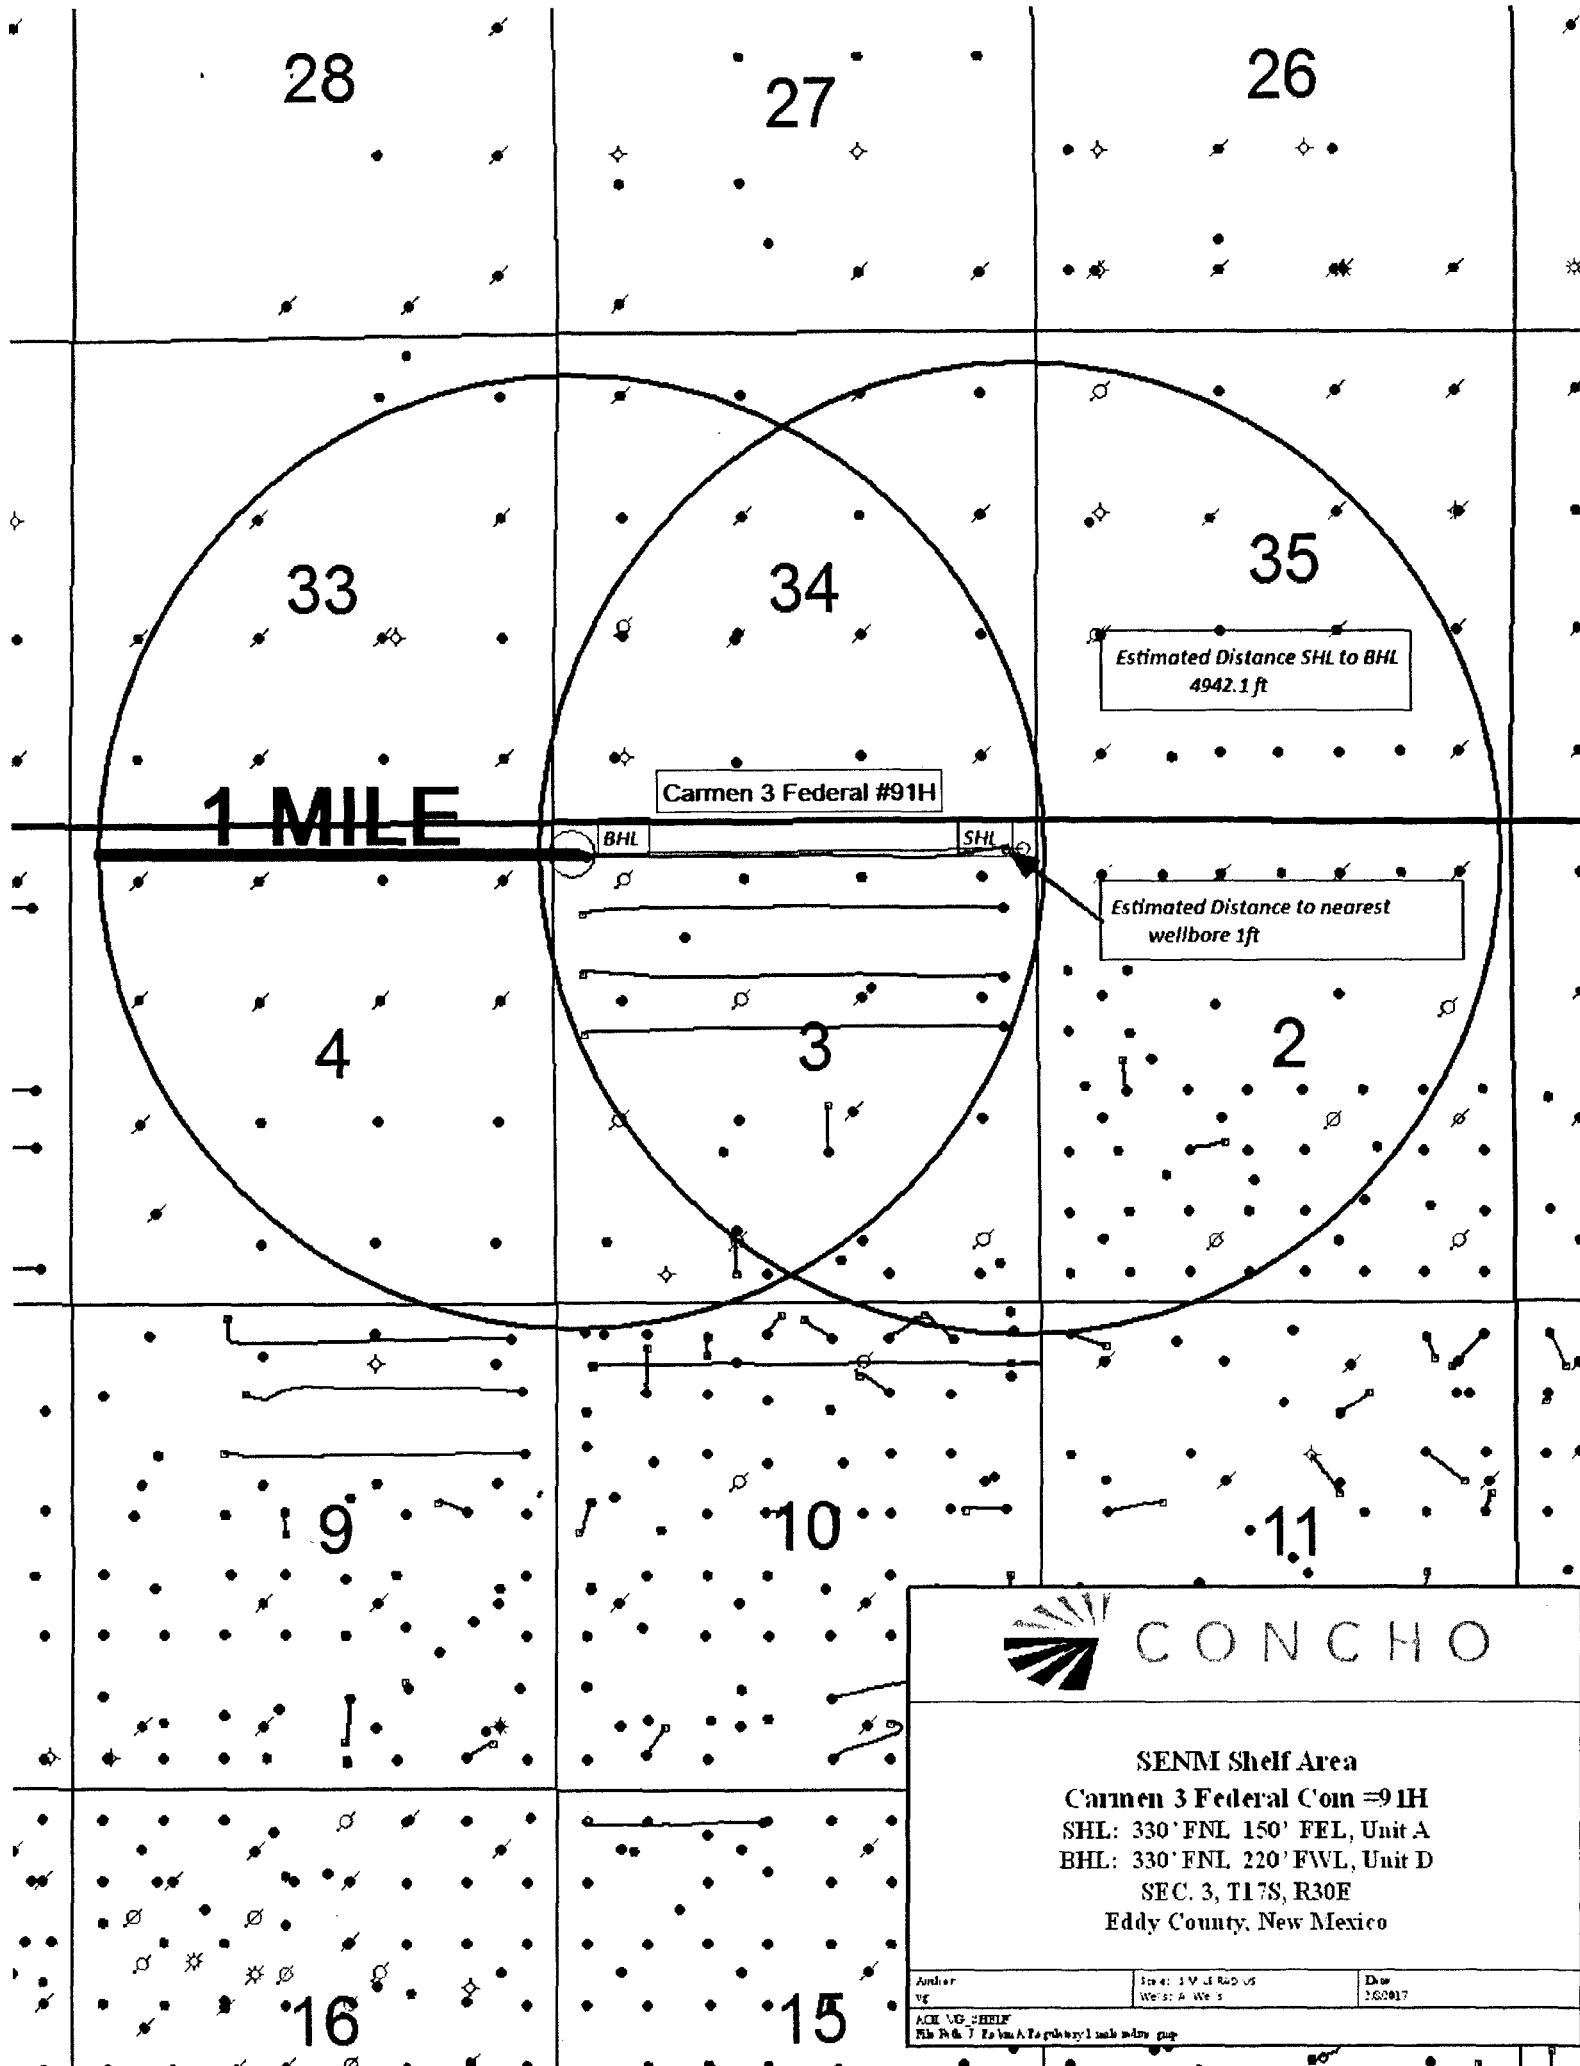 28
27
26
33
34
35
Estimated Distance SHL to BHL
4942.1 ft
1 MILE
Carmen 3 Federal #91H
BHL
SHL
Estimated Distance to nearest
wellbore 1ft
4
3
2
9
10
11
CONCHO
SENM Shelf Area
Carmen 3 Federal Com =91H
SHL: 330' FNL 150' FEL, Unit A
BHL: 330' FNL 220' FWL, Unit D
SEC. 3, T17S, R30E
Eddy County, New Mexico
Author
vg
Date
16
15